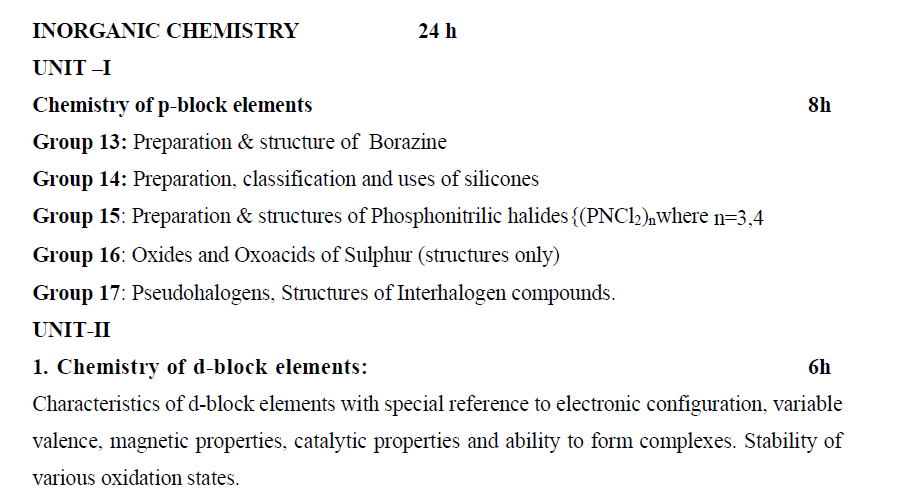 INORGANIC CHEMISTRY 24 h
UNIT –I
Chemistry of p-block elements 8h
Group 13: Preparation & structure of Borazine
Group 14: Preparation, classification and uses of silicones
Group 15: Preparation & structures of Phosphonitrilic halides{(PNCl₂)ₙwhere n=3,4
Group 16: Oxides and Oxoacids of Sulphur (structures only)
Group 17: Pseudohalogens, Structures of Interhalogen compounds.
UNIT-II
1. Chemistry of d-block elements: 6h
Characteristics of d-block elements with special reference to electronic configuration, variable
valence, magnetic properties, catalytic properties and ability to form complexes. Stability of
various oxidation states.